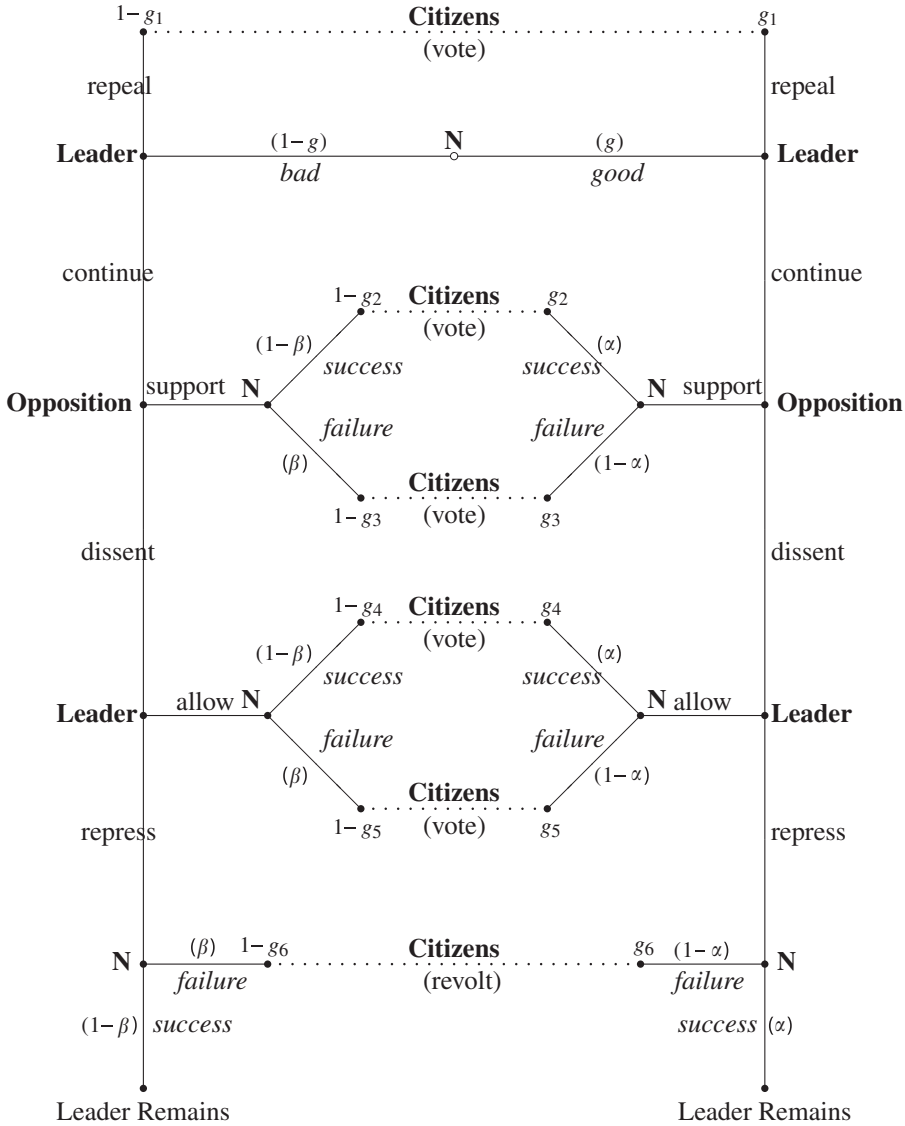 1−g₁ Citizens g₁
(vote)
repeal repeal
Leader (1−g) N (g) Leader
bad good
continue continue
1−g₂ Citizens g₂
(vote)
(1−β) success success (α)
Opposition support N N support Opposition
failure failure
(β) (1−α)
Citizens
1−g₃ (vote) g₃
dissent dissent
1−g₄ Citizens g₄
(vote)
(1−β) success success (α)
Leader allow N N allow Leader
failure failure
(β) (1−α)
Citizens
1−g₅ (vote) g₅
repress repress
N (β) 1−g₆ Citizens g₆ (1−α) N
failure (revolt) failure
(1−β) success success (α)
Leader Remains Leader Remains